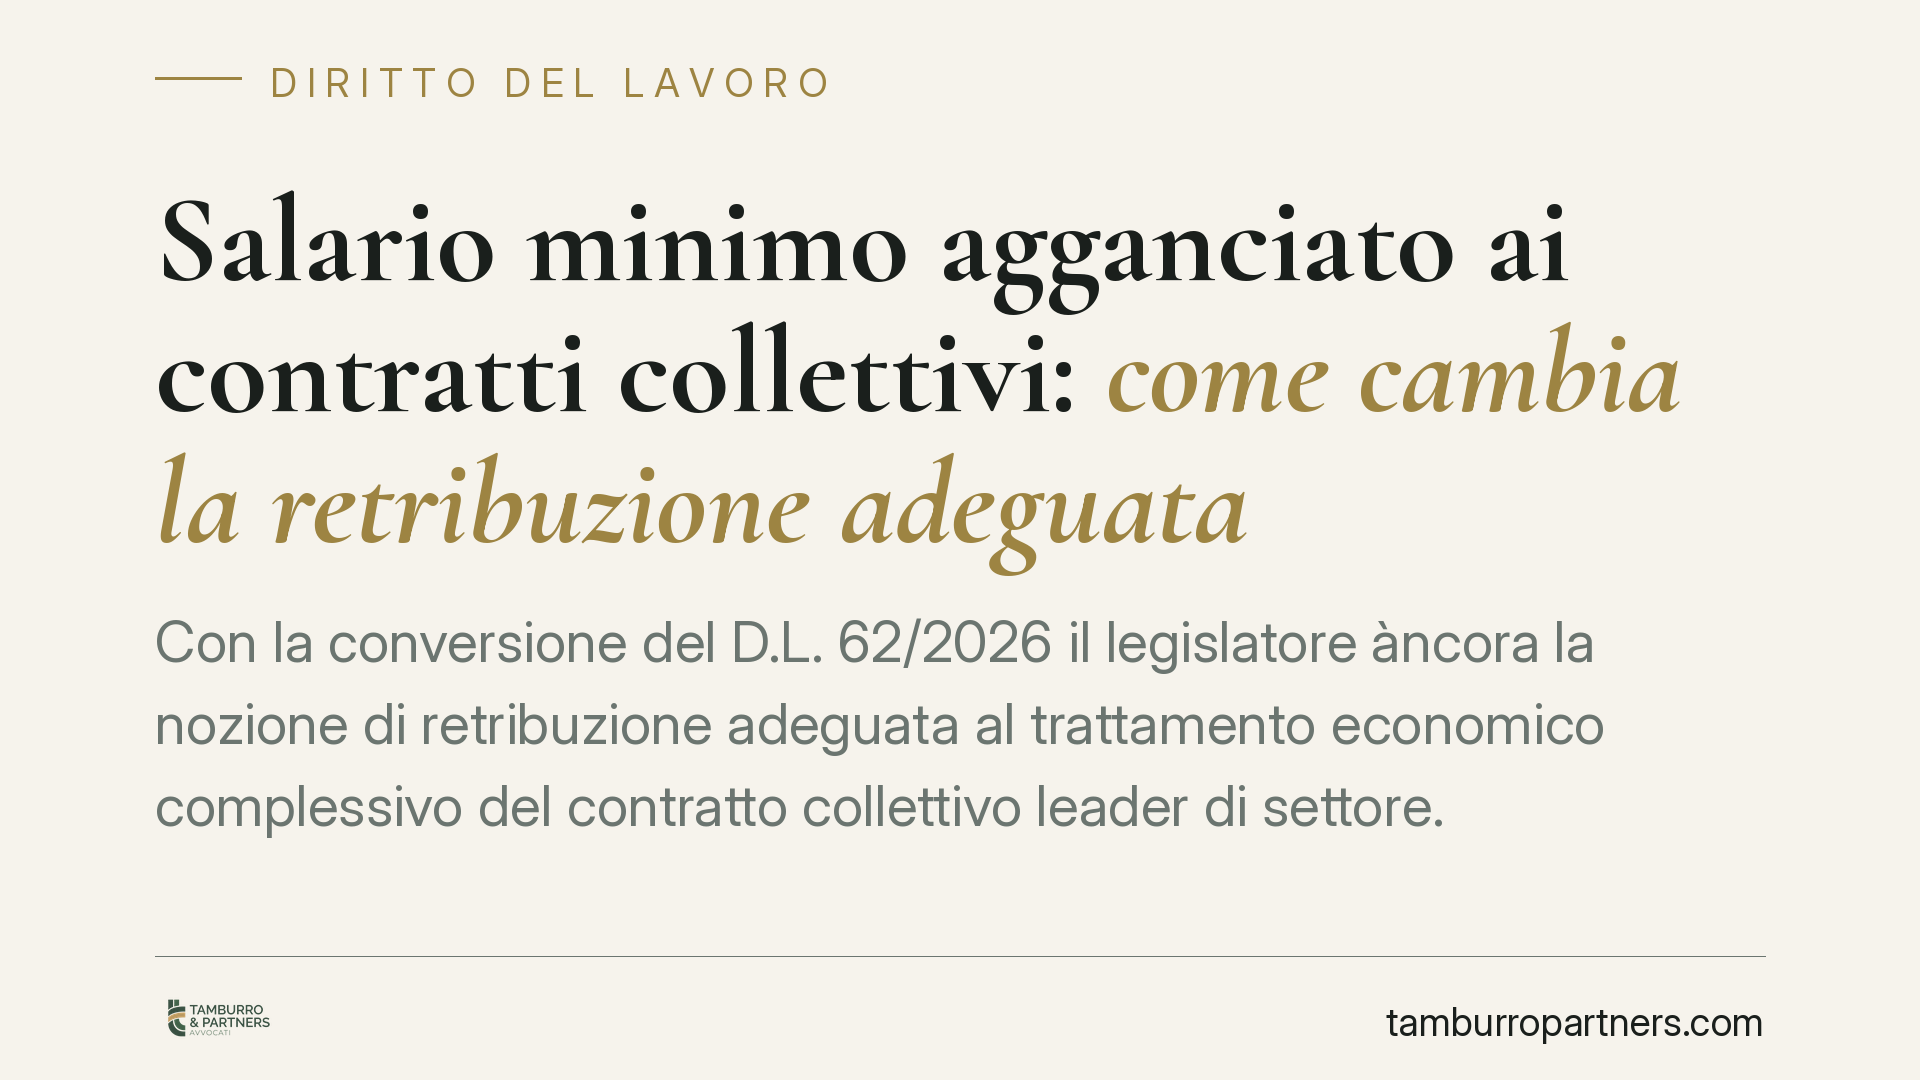 DIRITTO DEL LAVORO
Salario minimo agganciato ai
contratti collettivi: come cambia
la retribuzione adeguata
Con la conversione del D.L. 62/2026 il legislatore àncora la
nozione di retribuzione adeguata al trattamento economico
complessivo del contratto collettivo leader di settore.
TAMBURRO
& PARTNERS
AVVOCATI
tamburropartners.com